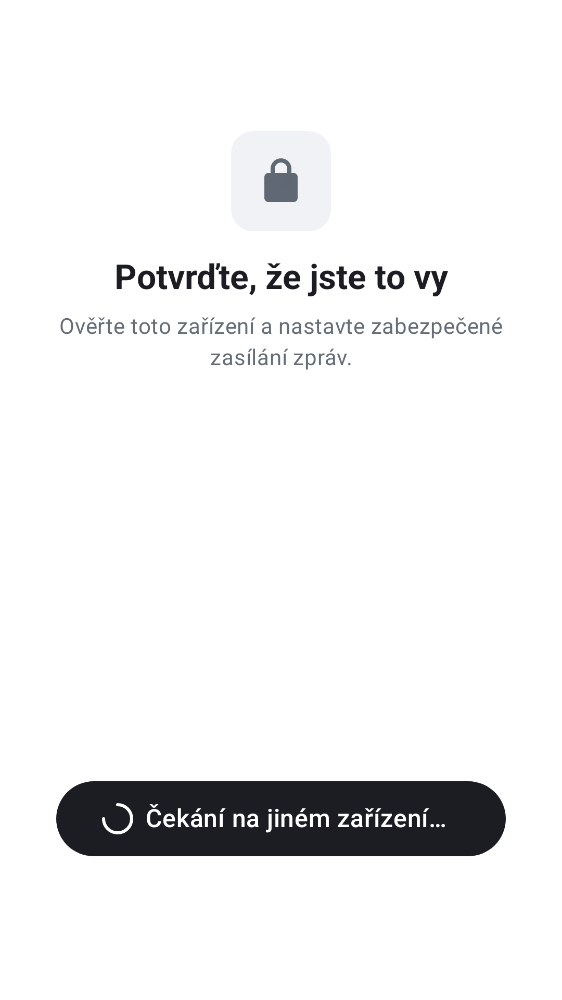 Potvrďte, že jste to vy
Ověřte toto zařízení a nastavte zabezpečené
zasílání zpráv.
Čekání na jiném zařízení…